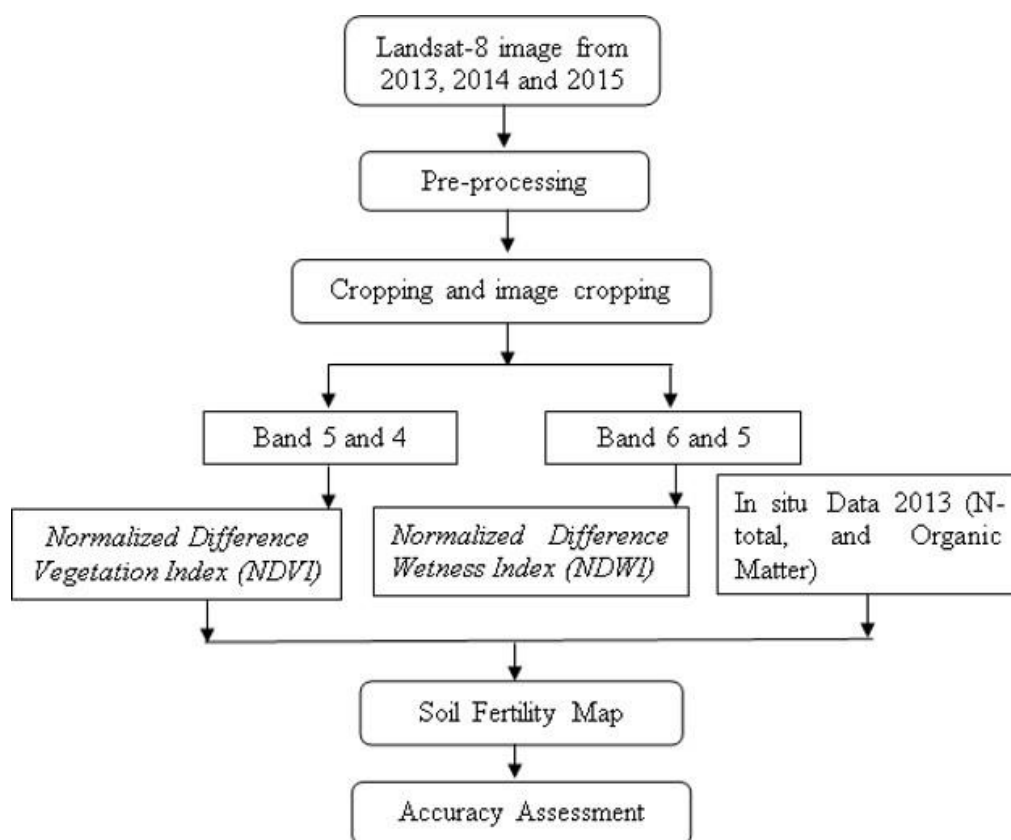 Landsat-8 image from
2013, 2014 and 2015
Pre-processing
Cropping and image cropping
Band 5 and 4
Band 6 and 5
Normalized Difference
Vegetation Index (NDVI)
Normalized Difference
Wetness Index (NDWI)
In situ Data 2013 (N-
total, and Organic
Matter)
Soil Fertility Map
Accuracy Assessment